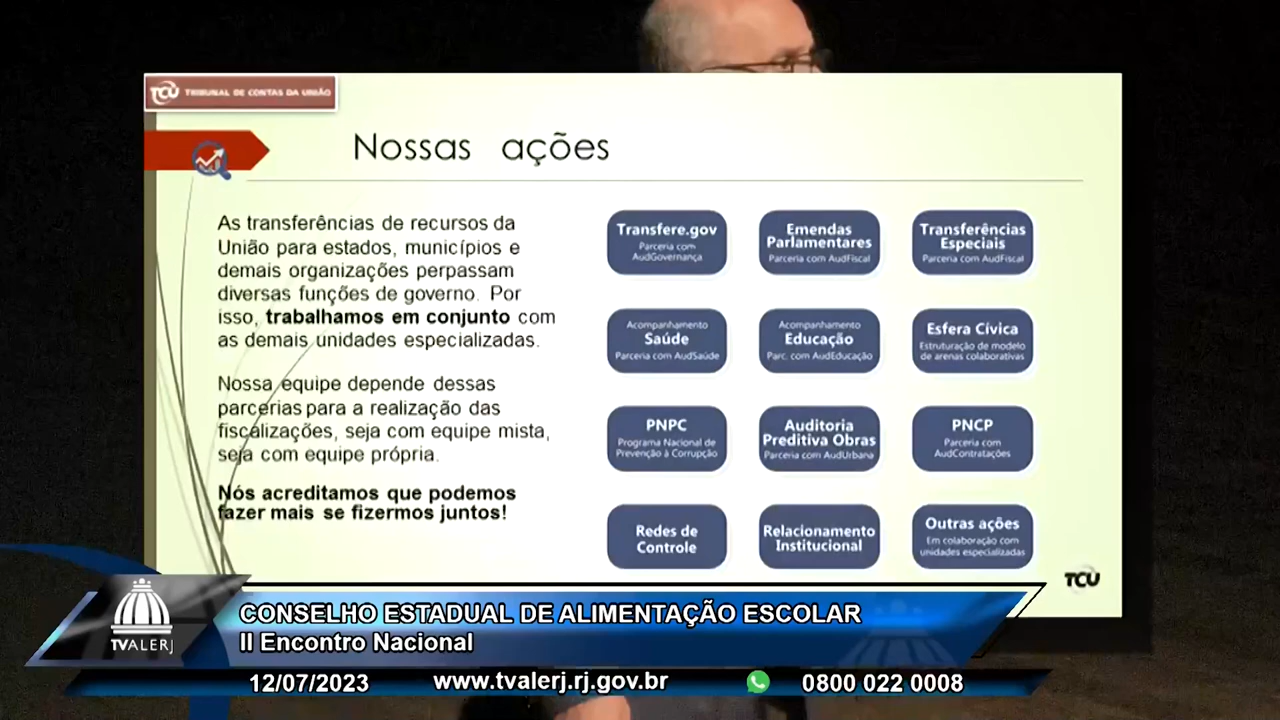 TCU TRIBUNAL DE CONTAS DA UNIÃO
Nossas ações
As transferências de recursos da
União para estados, municípios e
demais organizações perpassam
diversas funções de governo. Por
isso, trabalhamos em conjunto com
as demais unidades especializadas.
Nossa equipe depende dessas
parcerias para a realização das
fiscalizações, seja com equipe mista,
seja com equipe própria.
Nós acreditamos que podemos
fazer mais se fizermos juntos!
Transfere.gov
Parceria com
AudGovernança
Emendas
Parlamentares
Parceria com AudFiscal
Transferências
Especiais
Parceria com AudFiscal
Acompanhamento
Saúde
Parceria com AudSaúde
Acompanhamento
Educação
Parc. com AudEducação
Esfera Cívica
Estruturação de modelo
de arenas colaborativas
PNPC
Programa Nacional de
Prevenção à Corrupção
Auditoria
Preditiva Obras
Parceria com AudUrbana
PNCP
Parceria com
AudContratações
Redes de
Controle
Relacionamento
Institucional
Outras ações
Em colaboração com
unidades especializadas
TCU
TVALERJ
CONSELHO ESTADUAL DE ALIMENTAÇÃO ESCOLAR
II Encontro Nacional
12/07/2023 www.tvalerj.rj.gov.br 0800 022 0008